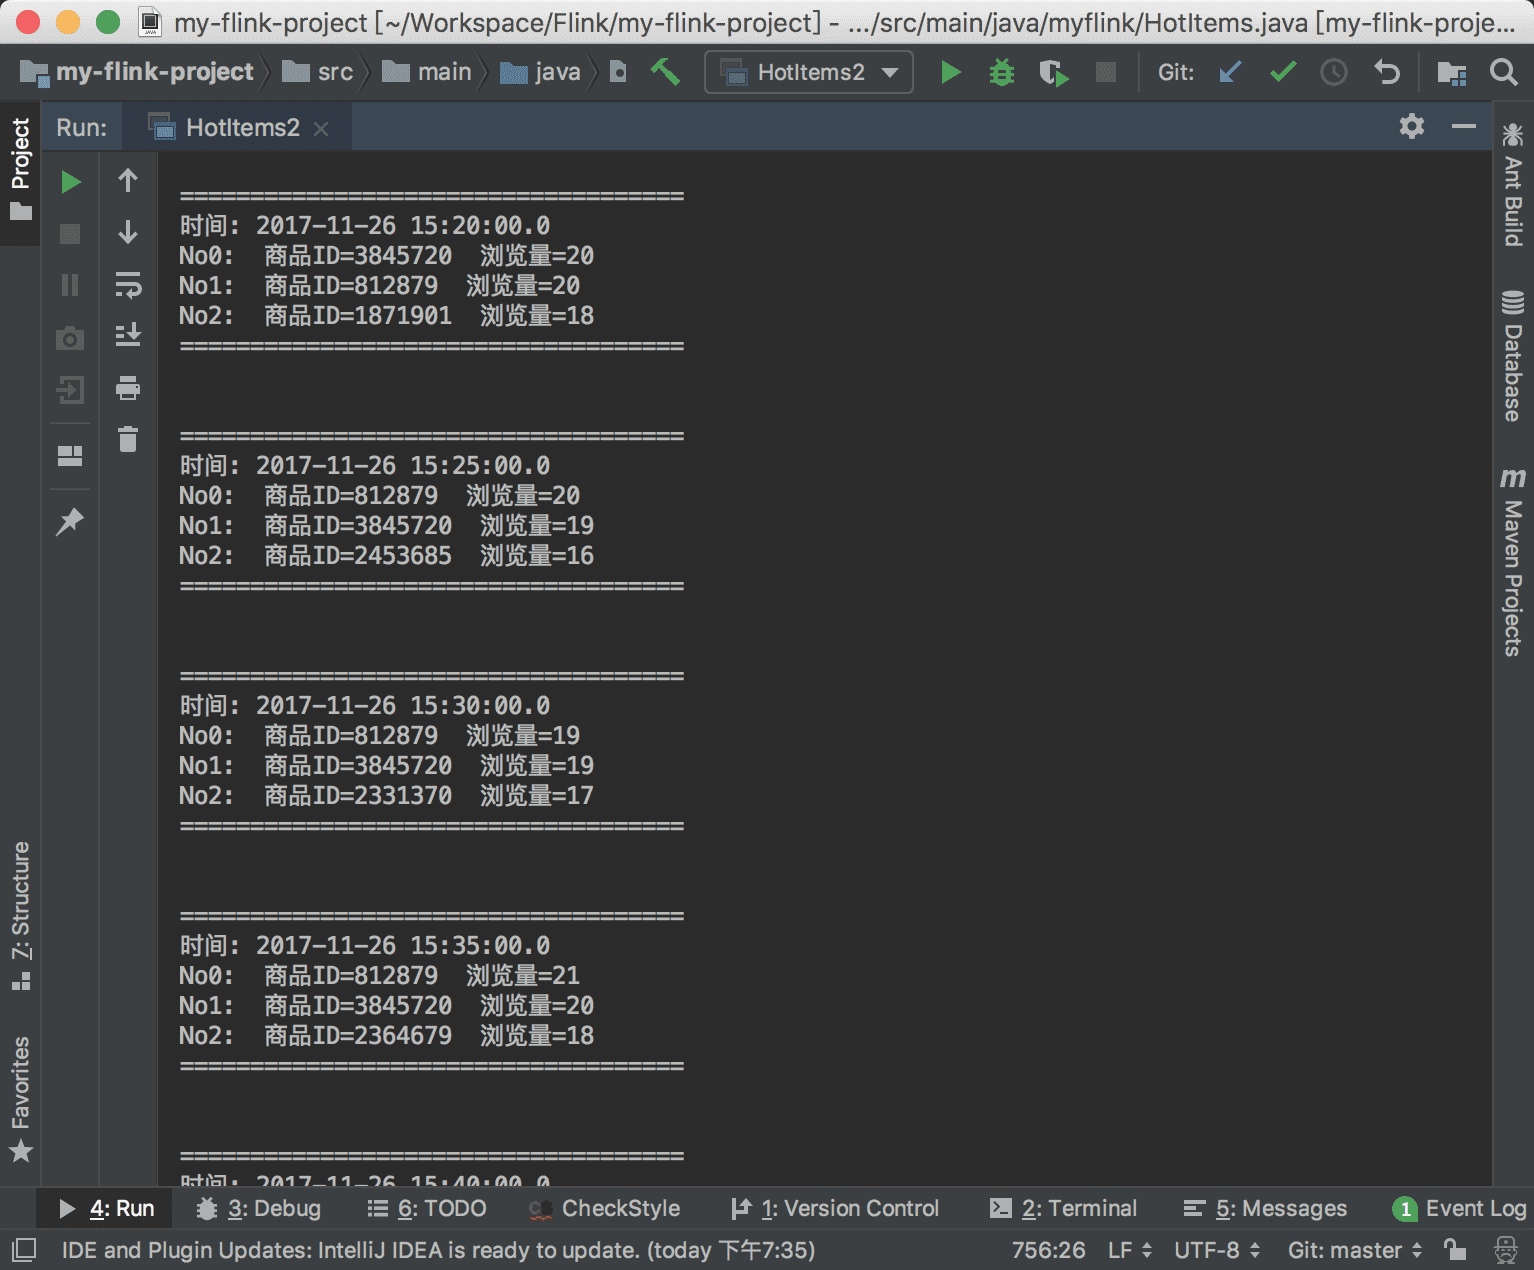 my-flink-project [~/Workspace/Flink/my-flink-project] - .../src/main/java/myflink/HotItems.java [my-flink-proje...
my-flink-project src main java HotItems2 Git:
Run: HotItems2
Project
===================================
时间: 2017-11-26 15:20:00.0
No0: 商品ID=3845720 浏览量=20
No1: 商品ID=812879 浏览量=20
No2: 商品ID=1871901 浏览量=18
===================================
===================================
时间: 2017-11-26 15:25:00.0
No0: 商品ID=812879 浏览量=20
No1: 商品ID=3845720 浏览量=19
No2: 商品ID=2453685 浏览量=16
===================================
===================================
时间: 2017-11-26 15:30:00.0
No0: 商品ID=812879 浏览量=19
No1: 商品ID=3845720 浏览量=19
No2: 商品ID=2331370 浏览量=17
===================================
===================================
时间: 2017-11-26 15:35:00.0
No0: 商品ID=812879 浏览量=21
No1: 商品ID=3845720 浏览量=20
No2: 商品ID=2364679 浏览量=18
===================================
===================================
时间: 2017-11-26 15:40:00.0
Ant Build
Database
m Maven Projects
7: Structure
Favorites
4: Run 3: Debug 6: TODO CS CheckStyle 1: Version Control 2: Terminal 5: Messages 1 Event Log
IDE and Plugin Updates: IntelliJ IDEA is ready to update. (today 下午7:35) 756:26 LF UTF-8 Git: master